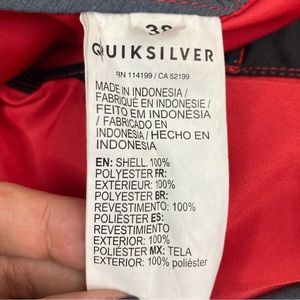 38
QUIKSILVER
RN 114199 / CA 52199
MADE IN INDONESIA /
FABRIQUÉ EN INDONESIE /
FEITO EM INDONÉSIA
/ FABRICADO EN
INDONESIA / HECHO EN
INDONESIA
EN: SHELL. 100%
POLYESTER FR:
EXTÉRIEUR: 100%
POLYESTER BR:
REVESTIMENTO: 100%
POLIÉSTER ES:
REVESTIMIENTO
EXTERIOR: 100%
POLIÉSTER MX: TELA
EXTERIOR: 100% poliéster